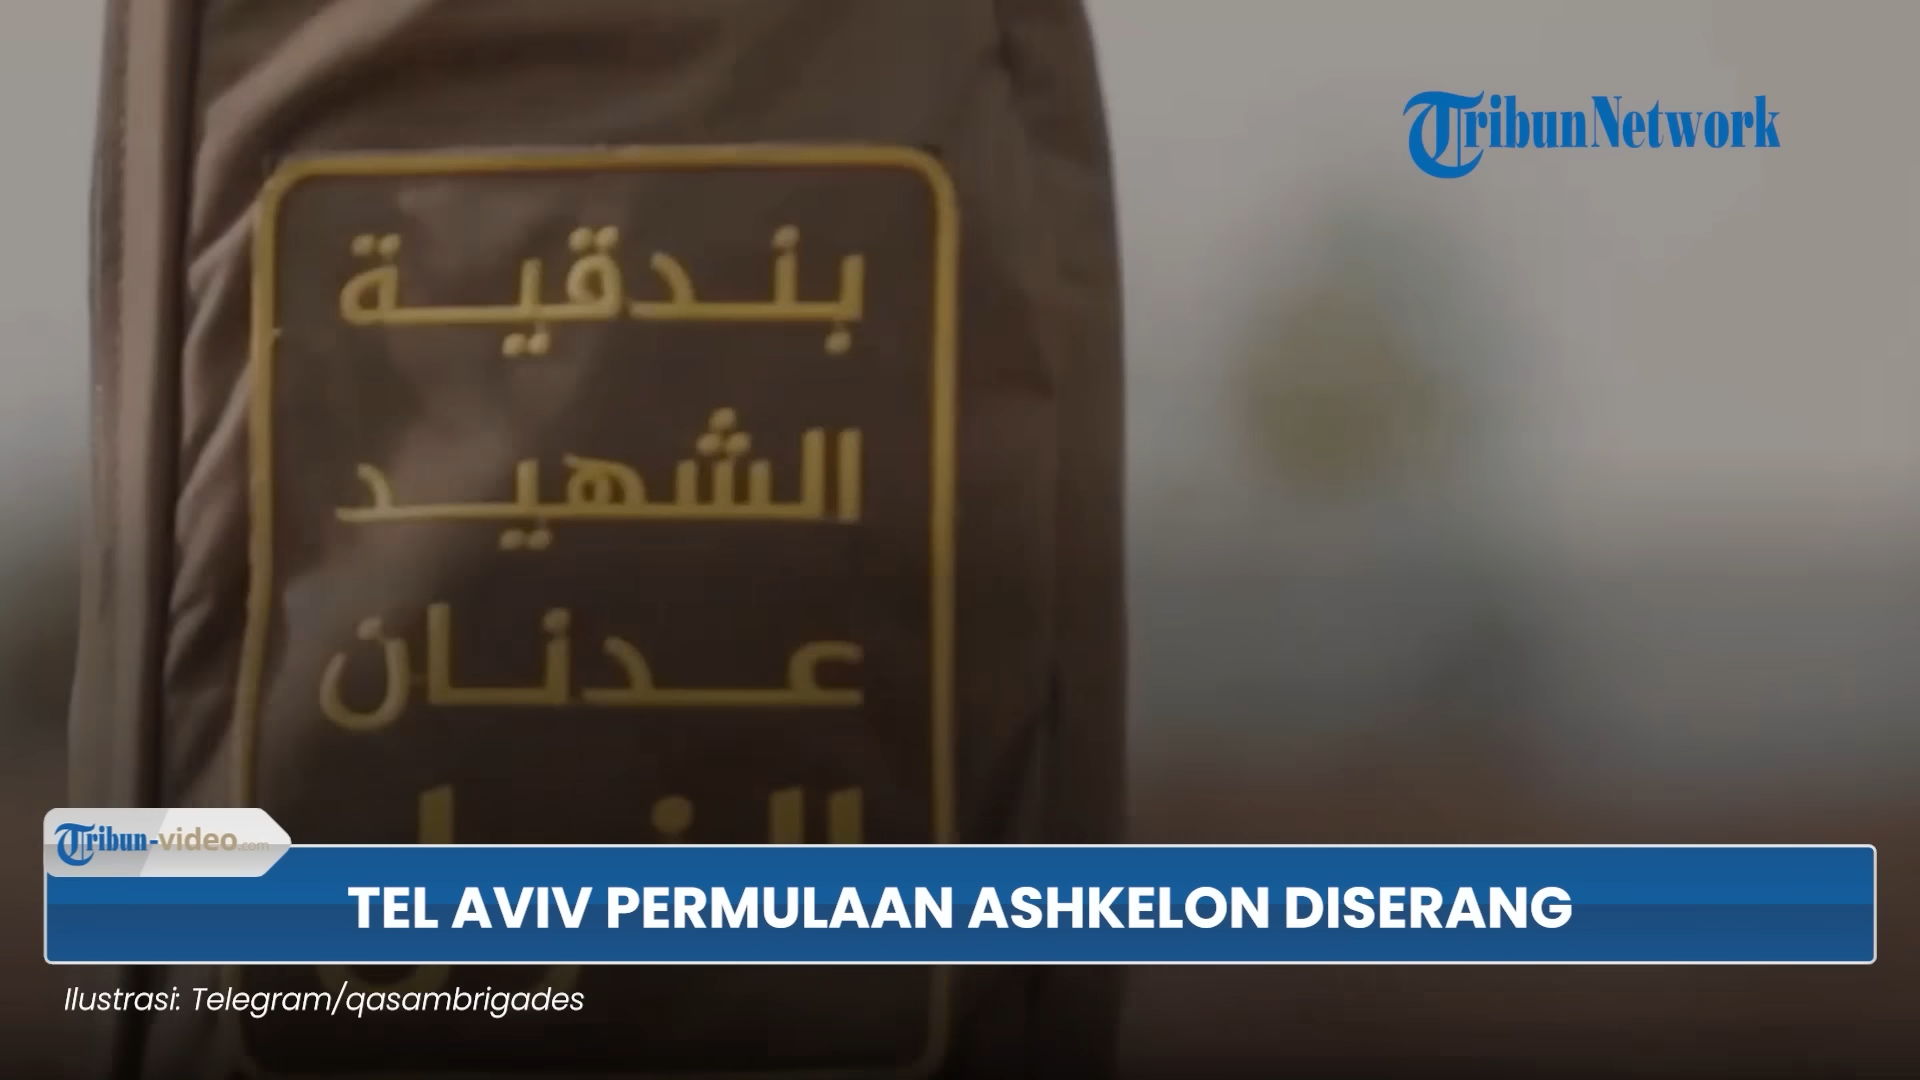 TribunNetwork
بندقية
الشهيد
عدنان
Tribun-video.com
TEL AVIV PERMULAAN ASHKELON DISERANG
Ilustrasi: Telegram/qasambrigades